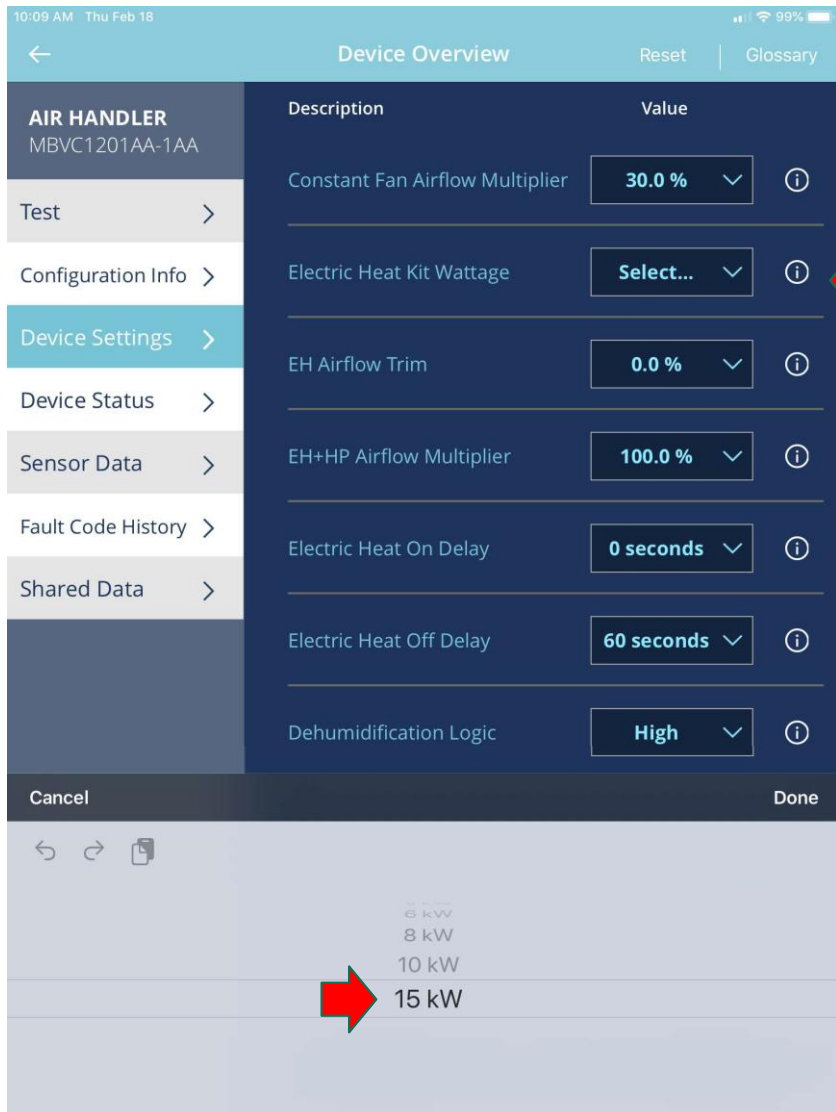 10:09 AM Thu Feb 18 99%
Device Overview Reset Glossary
AIR HANDLER
MBVC1201AA-1AA
Test
Configuration Info
Device Settings
Device Status
Sensor Data
Fault Code History
Shared Data
Description Value
Constant Fan Airflow Multiplier 30.0 %
Electric Heat Kit Wattage Select...
EH Airflow Trim 0.0 %
EH+HP Airflow Multiplier 100.0 %
Electric Heat On Delay 0 seconds
Electric Heat Off Delay 60 seconds
Dehumidification Logic High
Cancel Done
6 kW
8 kW
10 kW
15 kW